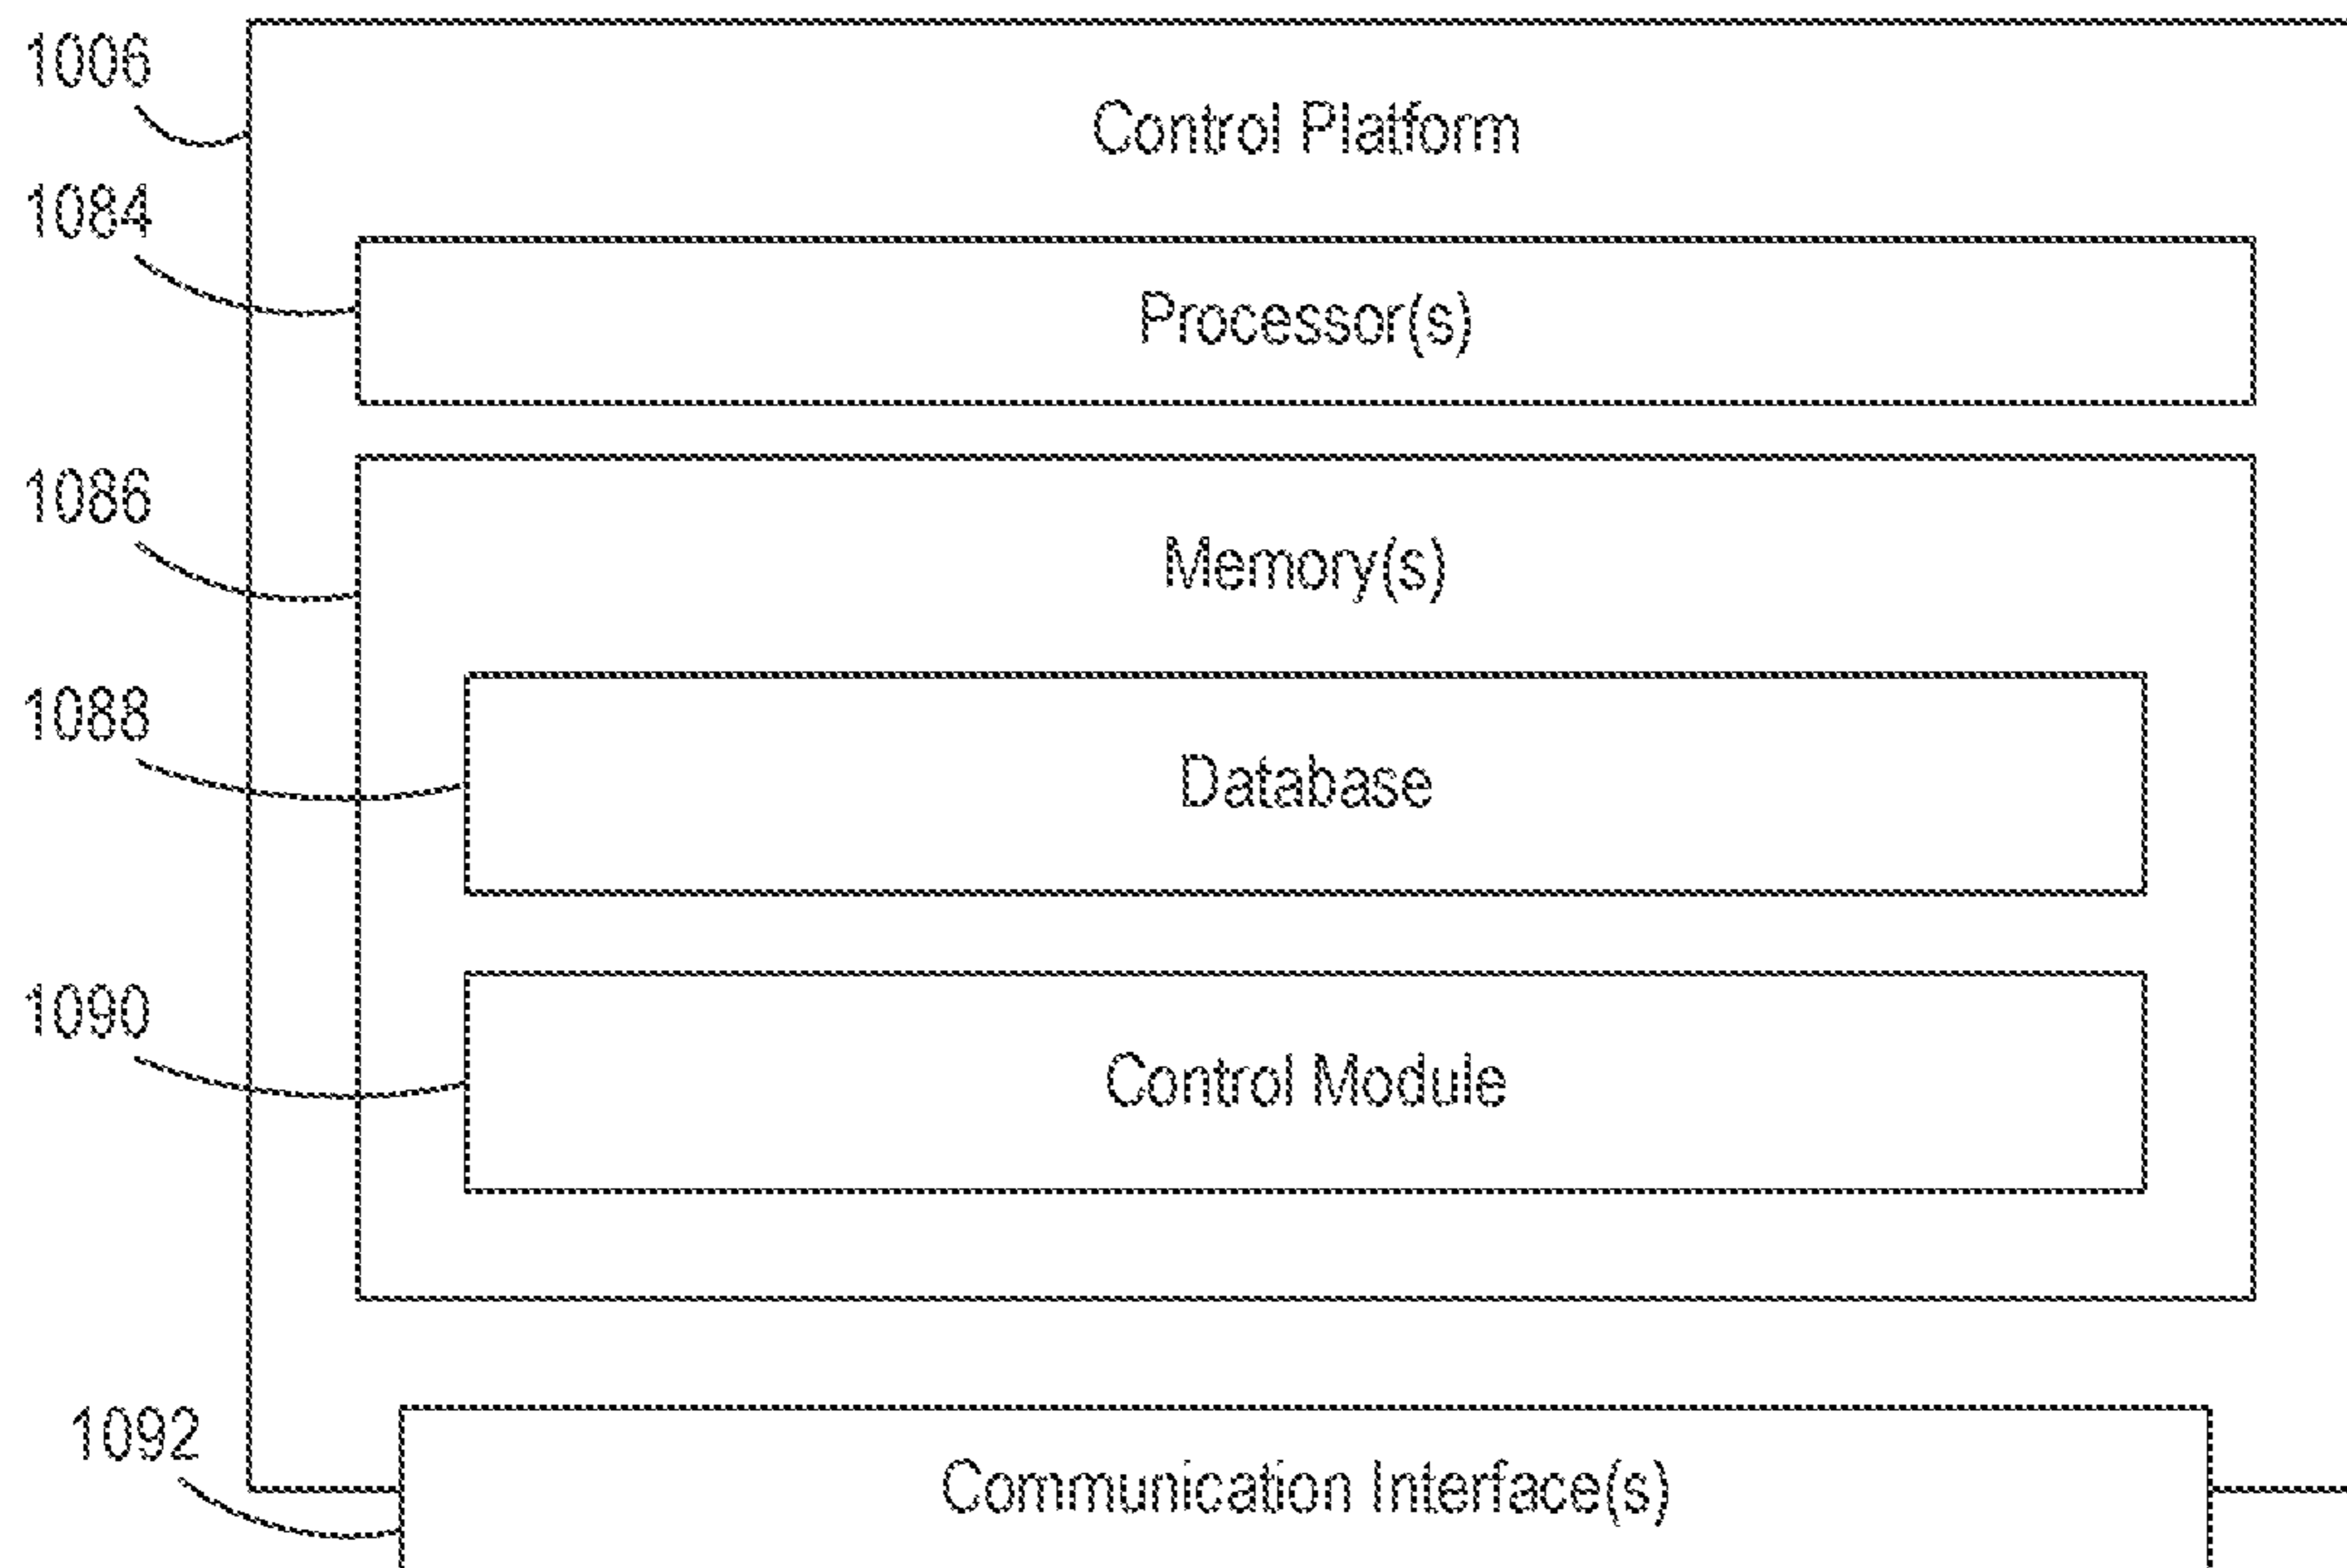 1006
Control Platform
1084
Processor(s)
1086
Memory(s)
1088
Database
1090
Control Module
1092
Communication Interface(s)